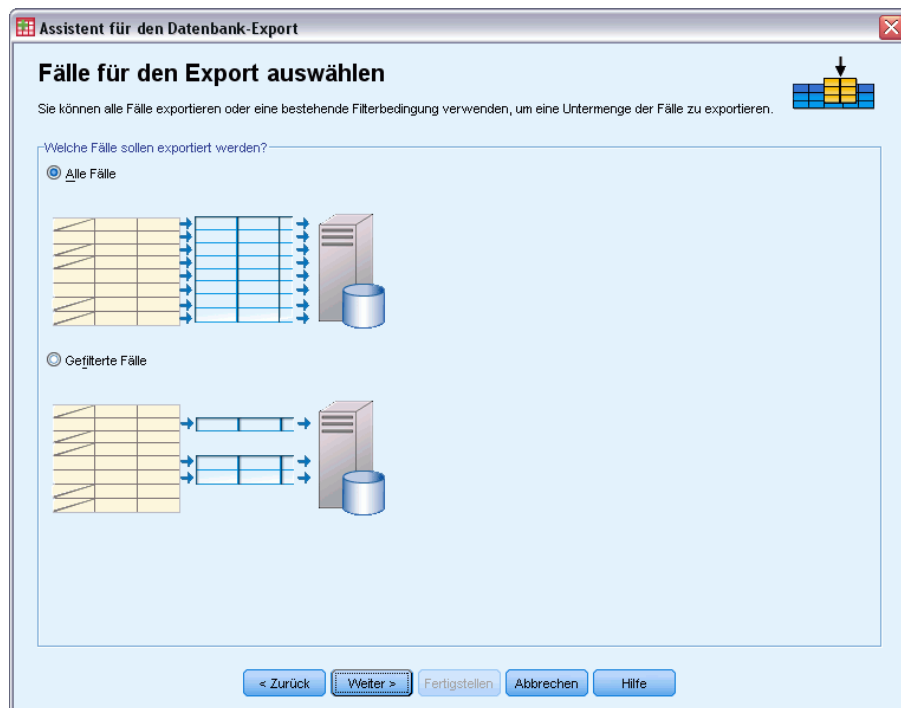 Assistent für den Datenbank-Export
Fälle für den Export auswählen
Sie können alle Fälle exportieren oder eine bestehende Filterbedingung verwenden, um eine Untermenge der Fälle zu exportieren.
Welche Fälle sollen exportiert werden?
Alle Fälle
Gefilterte Fälle
< Zurück Weiter > Fertigstellen Abbrechen Hilfe